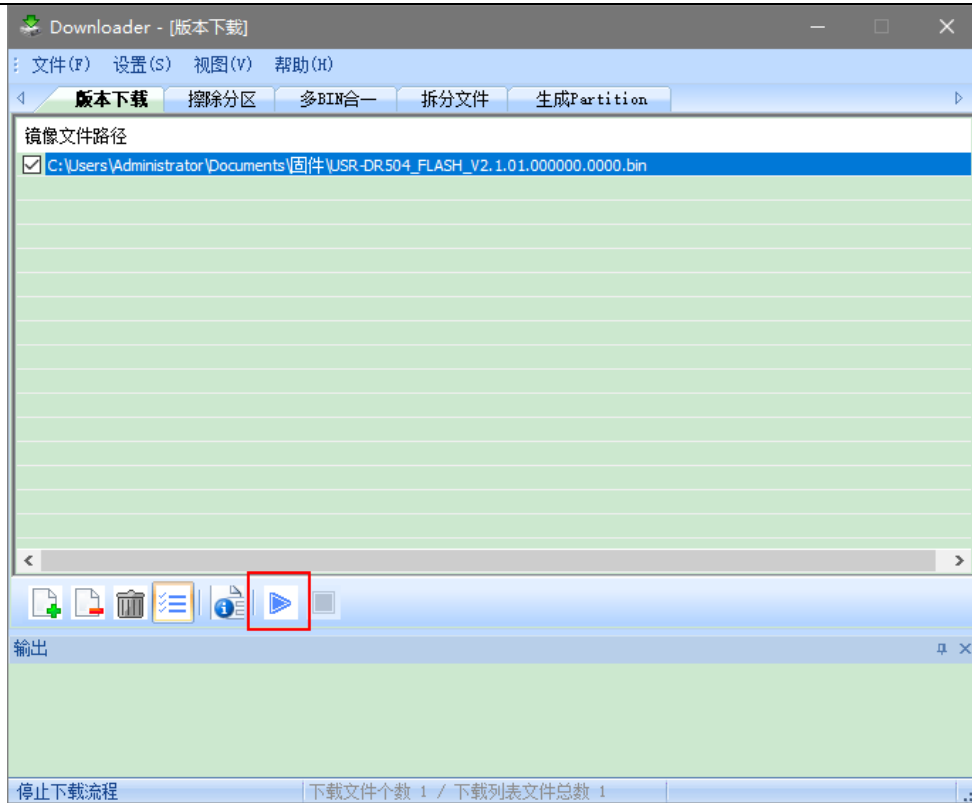 Downloader - [版本下载]
文件(F) 设置(S) 视图(V) 帮助(H)
版本下载 擦除分区 多BIN合一 拆分文件 生成Partition
镜像文件路径
C:\Users\Administrator\Documents\固件\USR-DR504_FLASH_V2.1.01.000000.0000.bin
输出
停止下载流程 下载文件个数 1 / 下载列表文件总数 1